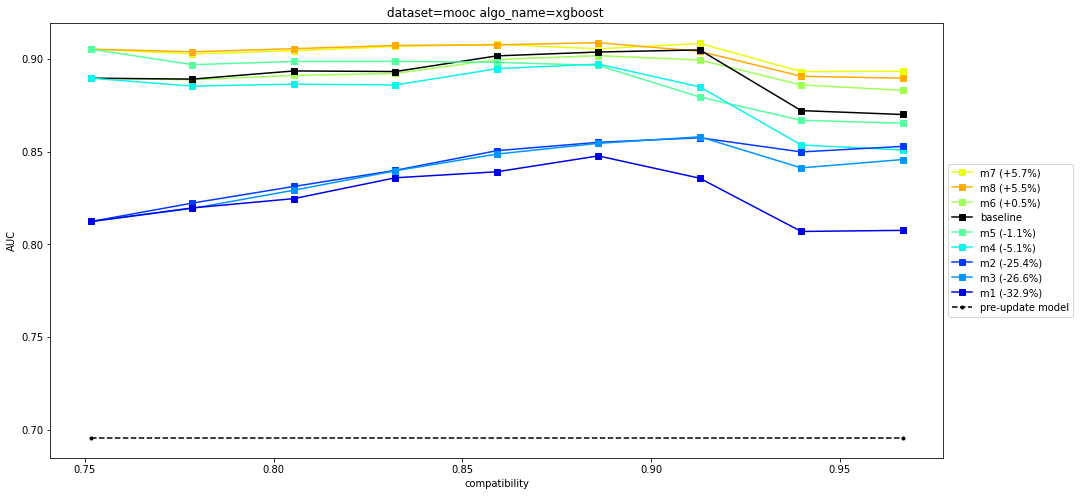 dataset=mooc algo_name=xgboost
AUC
0.90
0.85
0.80
0.75
0.70
0.75
0.80
0.85
0.90
0.95
compatibility
m7 (+5.7%)
m8 (+5.5%)
m6 (+0.5%)
baseline
m5 (-1.1%)
m4 (-5.1%)
m2 (-25.4%)
m3 (-26.6%)
m1 (-32.9%)
pre-update model